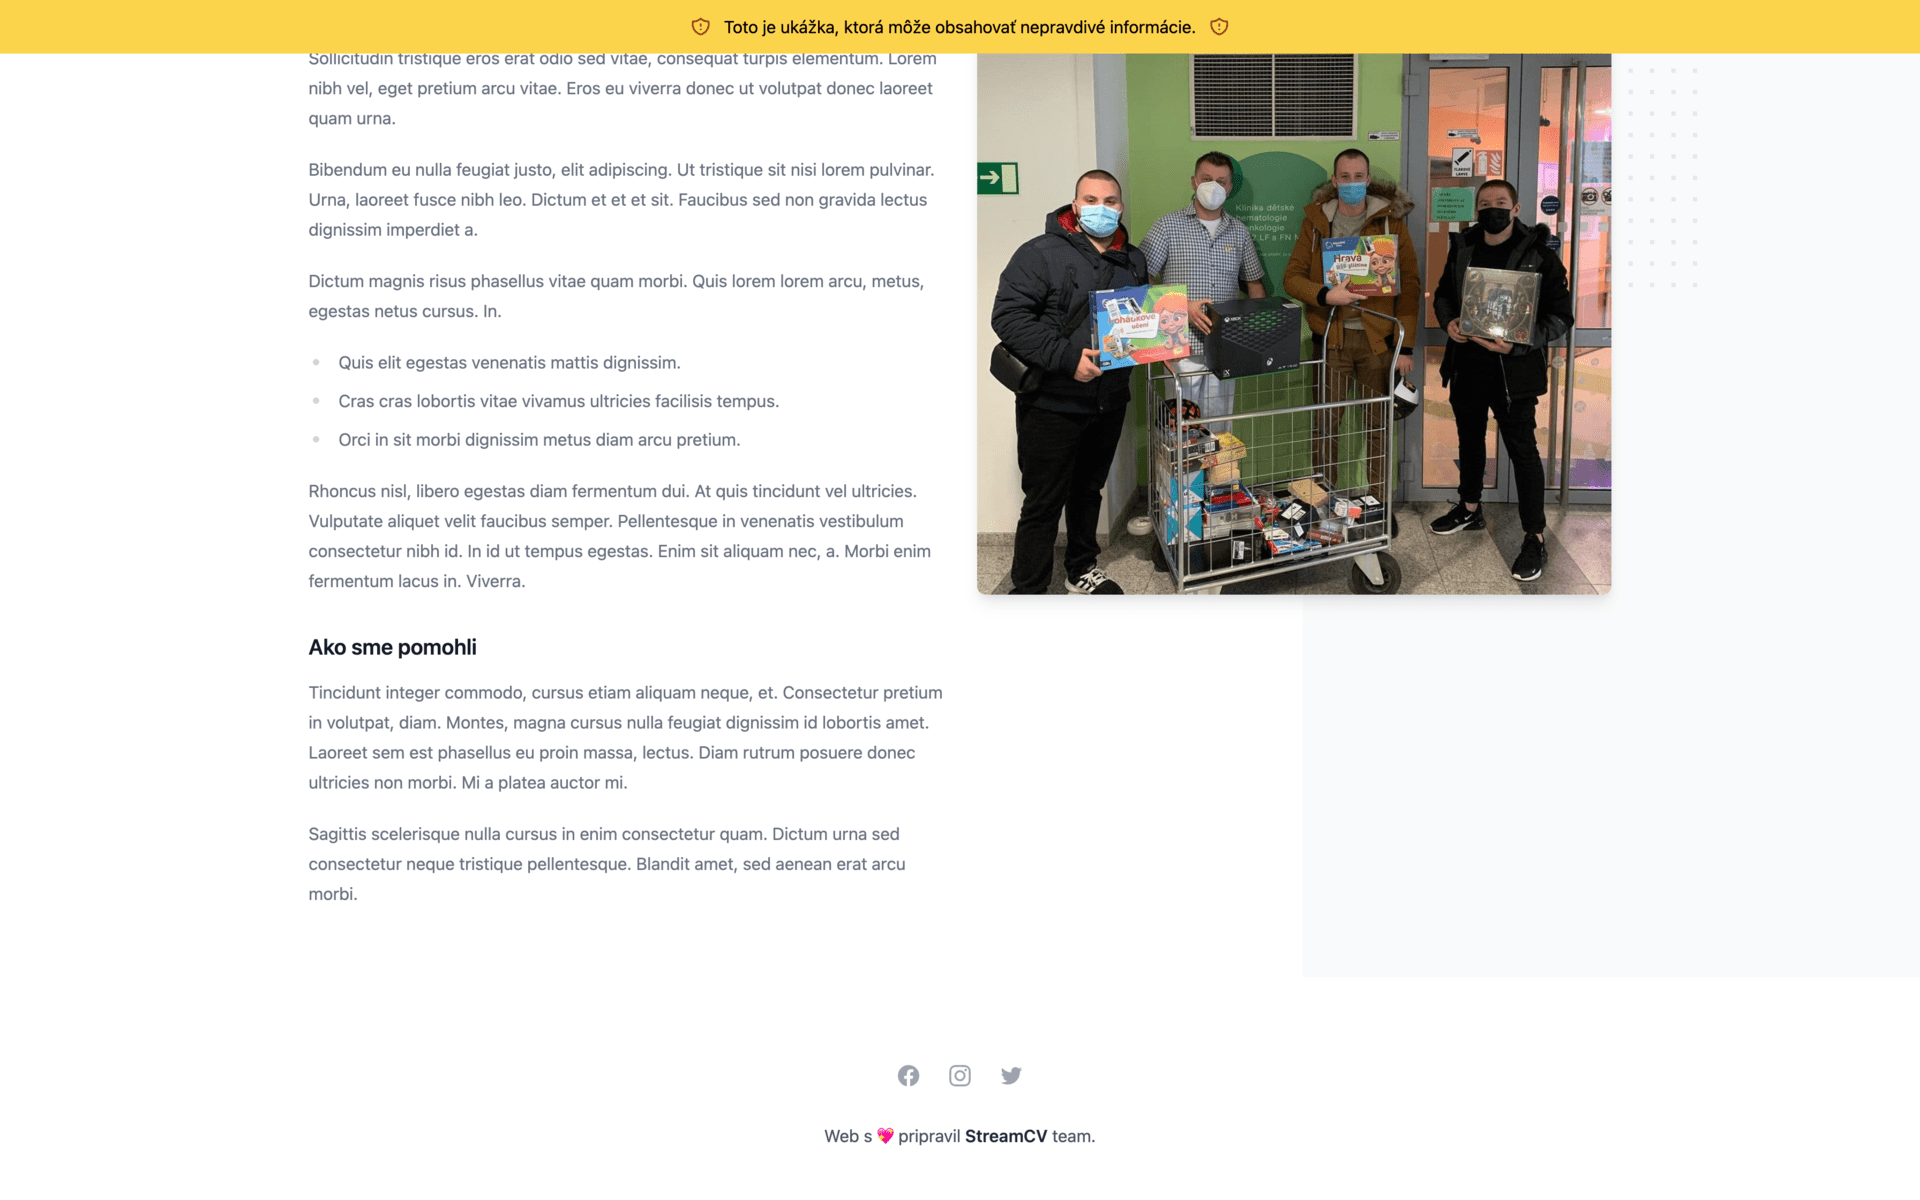 Toto je ukážka, ktorá môže obsahovať nepravdivé informácie.
Sollicitudin tristique eros erat odio sed vitae, consequat turpis elementum. Lorem
nibh vel, eget pretium arcu vitae. Eros eu viverra donec ut volutpat donec laoreet
quam urna.
Bibendum eu nulla feugiat justo, elit adipiscing. Ut tristique sit nisi lorem pulvinar.
Urna, laoreet fusce nibh leo. Dictum et et et sit. Faucibus sed non gravida lectus
dignissim imperdiet a.
Dictum magnis risus phasellus vitae quam morbi. Quis lorem lorem arcu, metus,
egestas netus cursus. In.
Quis elit egestas venenatis mattis dignissim.
Cras cras lobortis vitae vivamus ultricies facilisis tempus.
Orci in sit morbi dignissim metus diam arcu pretium.
Rhoncus nisl, libero egestas diam fermentum dui. At quis tincidunt vel ultricies.
Vulputate aliquet velit faucibus semper. Pellentesque in venenatis vestibulum
consectetur nibh id. In id ut tempus egestas. Enim sit aliquam nec, a. Morbi enim
fermentum lacus in. Viverra.
Ako sme pomohli
Tincidunt integer commodo, cursus etiam aliquam neque, et. Consectetur pretium
in volutpat, diam. Montes, magna cursus nulla feugiat dignissim id lobortis amet.
Laoreet sem est phasellus eu proin massa, lectus. Diam rutrum posuere donec
ultricies non morbi. Mi a platea auctor mi.
Sagittis scelerisque nulla cursus in enim consectetur quam. Dictum urna sed
consectetur neque tristique pellentesque. Blandit amet, sed aenean erat arcu
morbi.
Klinika dětské
hematologie
LF a FN
Hravá
učení
XBOX
Web s 💖 pripravil StreamCV team.